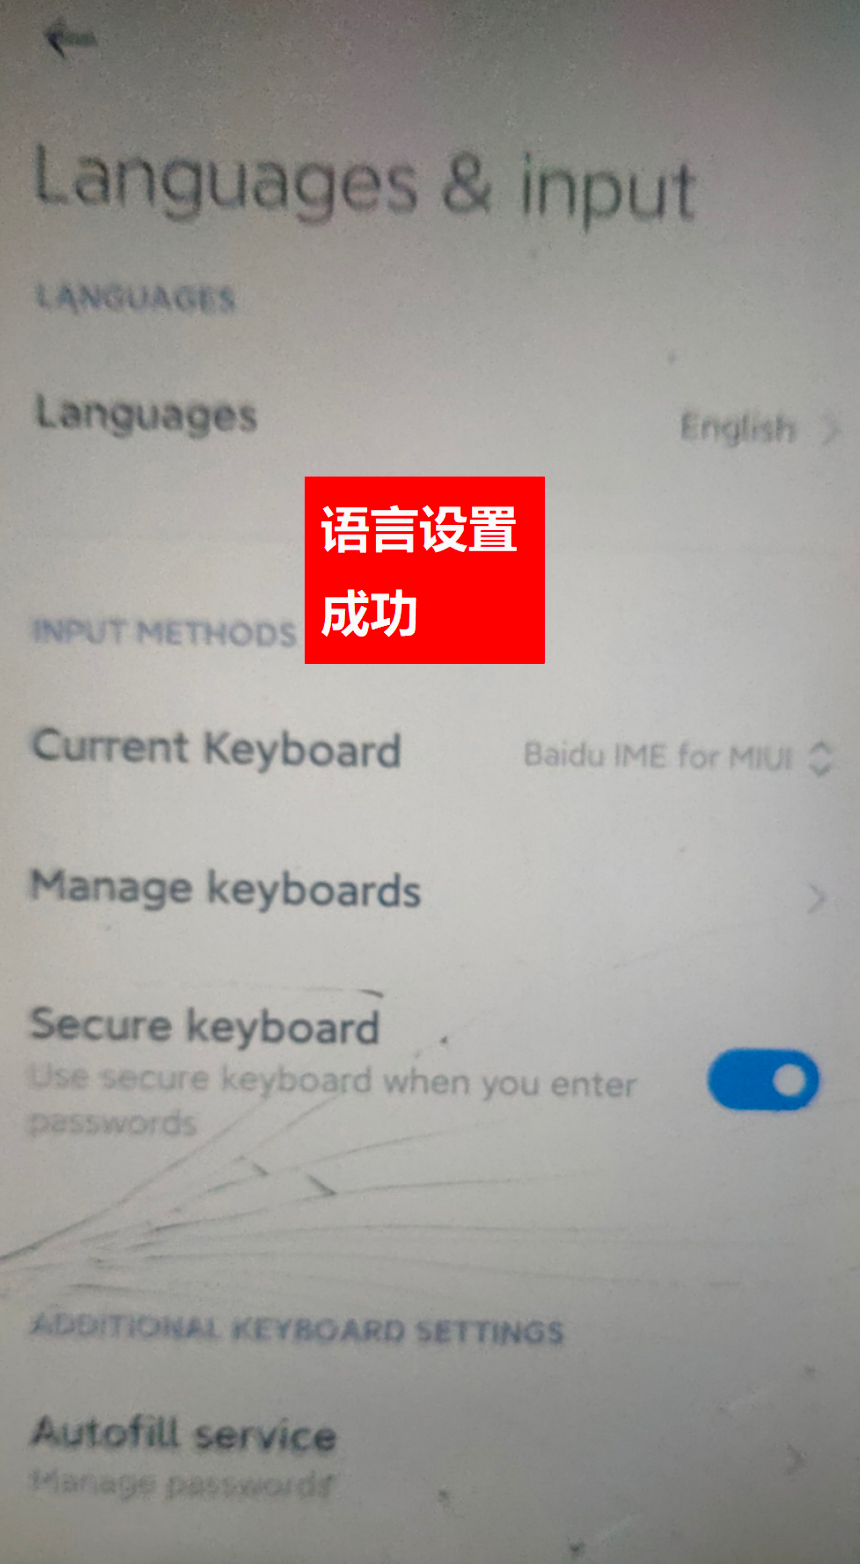 Languages & input
LANGUAGES
Languages English
语言设置
成功
INPUT METHODS
Current Keyboard Baidu IME for MIUI
Manage keyboards
Secure keyboard
Use secure keyboard when you enter
passwords
ADDITIONAL KEYBOARD SETTINGS
Autofill service
Manage passwords